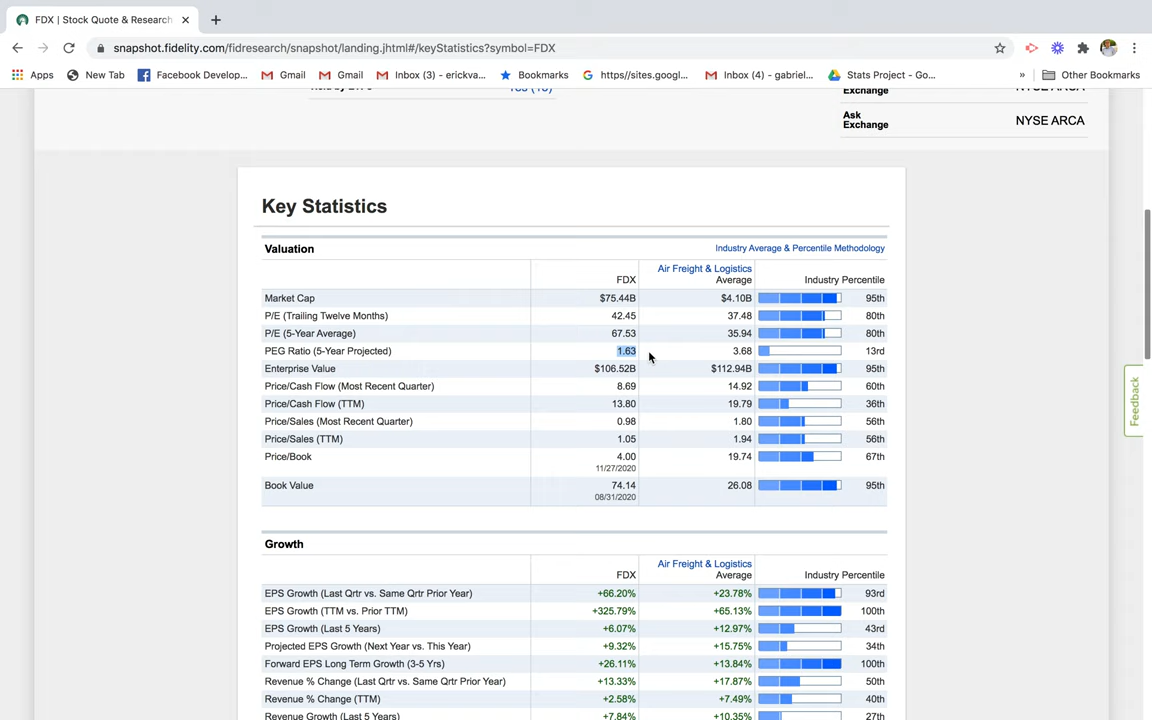 FDX | Stock Quote & Research
snapshot.fidelity.com/fidresearch/snapshot/landing.jhtml#/keyStatistics?symbol=FDX
Apps New Tab Facebook Develop... Gmail Gmail Inbox (3) - erickva... Bookmarks https://sites.googl... Inbox (4) - gabriel... Stats Project - Go... » Other Bookmarks
Yes (10)
Exchange
Ask
Exchange NYSE ARCA
Key Statistics
Valuation Industry Average & Percentile Methodology
Air Freight & Logistics
FDX Average Industry Percentile
Market Cap $75.44B $4.10B 95th
P/E (Trailing Twelve Months) 42.45 37.48 80th
P/E (5-Year Average) 67.53 35.94 80th
PEG Ratio (5-Year Projected) 1.63 3.68 13rd
Enterprise Value $106.52B $112.94B 95th
Price/Cash Flow (Most Recent Quarter) 8.69 14.92 60th
Price/Cash Flow (TTM) 13.80 19.79 36th
Price/Sales (Most Recent Quarter) 0.98 1.80 56th
Price/Sales (TTM) 1.05 1.94 56th
Price/Book 4.00 19.74 67th
11/27/2020
Book Value 74.14 26.08 95th
08/31/2020
Growth
Air Freight & Logistics
FDX Average Industry Percentile
EPS Growth (Last Qrtr vs. Same Qrtr Prior Year) +66.20% +23.78% 93rd
EPS Growth (TTM vs. Prior TTM) +325.79% +65.13% 100th
EPS Growth (Last 5 Years) +6.07% +12.97% 43rd
Projected EPS Growth (Next Year vs. This Year) +9.32% +15.75% 34th
Forward EPS Long Term Growth (3-5 Yrs) +26.11% +13.84% 100th
Revenue % Change (Last Qrtr vs. Same Qrtr Prior Year) +13.33% +17.87% 50th
Revenue % Change (TTM) +2.58% +7.49% 40th
Revenue Growth (Last 5 Years) +7.84% +10.35% 27th
Feedback